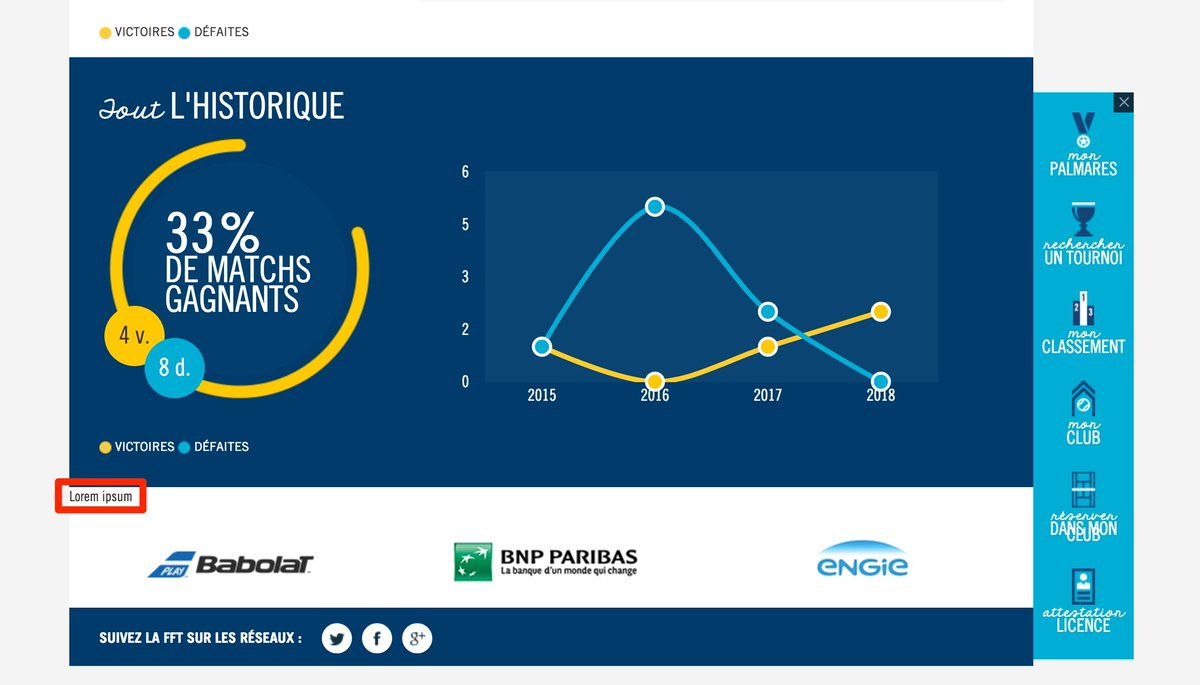 VICTOIRES DÉFAITES
Tout L'HISTORIQUE
33%
DE MATCHS
GAGNANTS
4 v.
8 d.
6
5
3
2
0
2015 2016 2017 2018
VICTOIRES DÉFAITES
Lorem ipsum
PLAY BabolaT
BNP PARIBAS
La banque d'un monde qui change
ENGIE
SUIVEZ LA FFT SUR LES RÉSEAUX :
f
g+
mon
PALMARES
rechercher
UN TOURNOI
1
2
3
mon
CLASSEMENT
mon
CLUB
réserver
DANS MON
CLUB
attestation
LICENCE